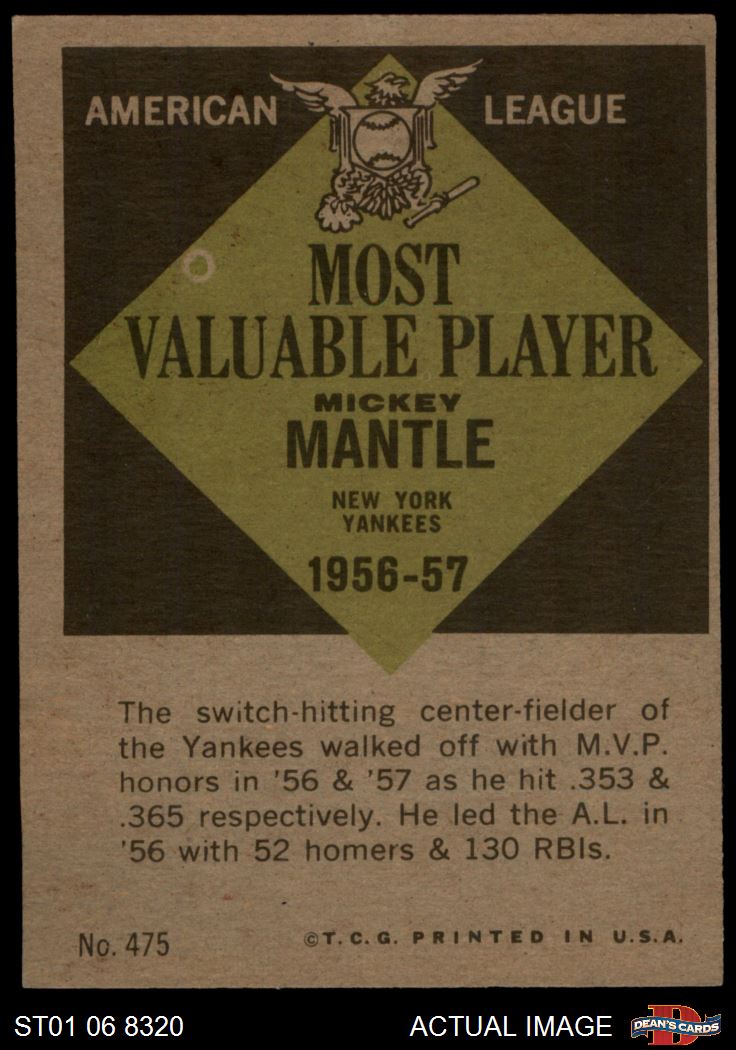 AMERICAN LEAGUE
MOST
VALUABLE PLAYER
MICKEY
MANTLE
NEW YORK
YANKEES
1956-57
The switch-hitting center-fielder of
the Yankees walked off with M.V.P.
honors in '56 & '57 as he hit .353 &
.365 respectively. He led the A.L. in
'56 with 52 homers & 130 RBIs.
No. 475 ©T.C.G. PRINTED IN U.S.A.
ST01 06 8320 ACTUAL IMAGE D DEAN'S CARDS